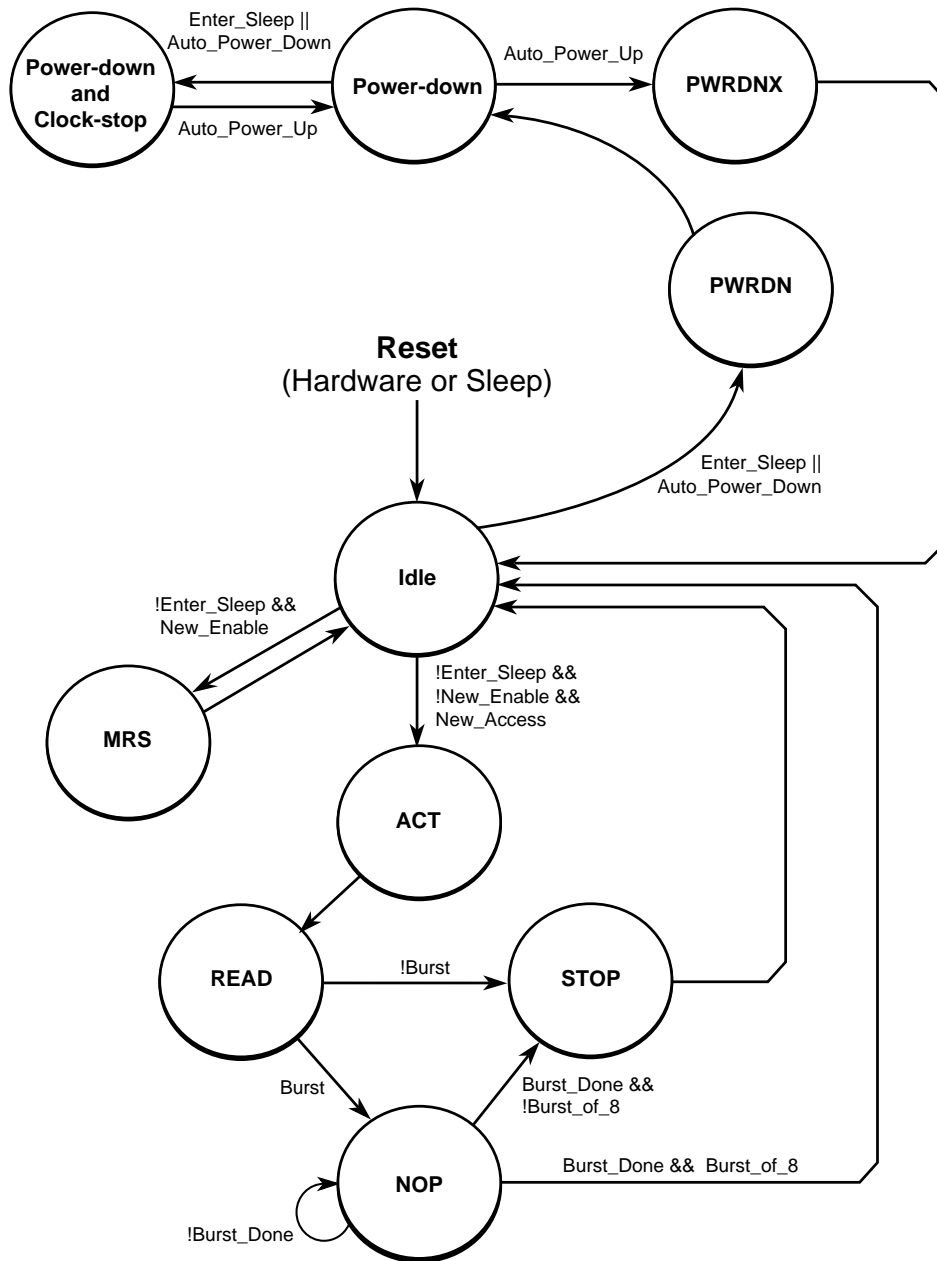 Enter_Sleep ||
Auto_Power_Down
Power-down
and
Clock-stop
Auto_Power_Up
Power-down
Auto_Power_Up
PWRDNX
PWRDN
Reset
(Hardware or Sleep)
Enter_Sleep ||
Auto_Power_Down
Idle
!Enter_Sleep &&
New_Enable
!Enter_Sleep &&
!New_Enable &&
New_Access
MRS
ACT
READ
!Burst
STOP
Burst
Burst_Done &&
!Burst_of_8
NOP
Burst_Done && Burst_of_8
!Burst_Done